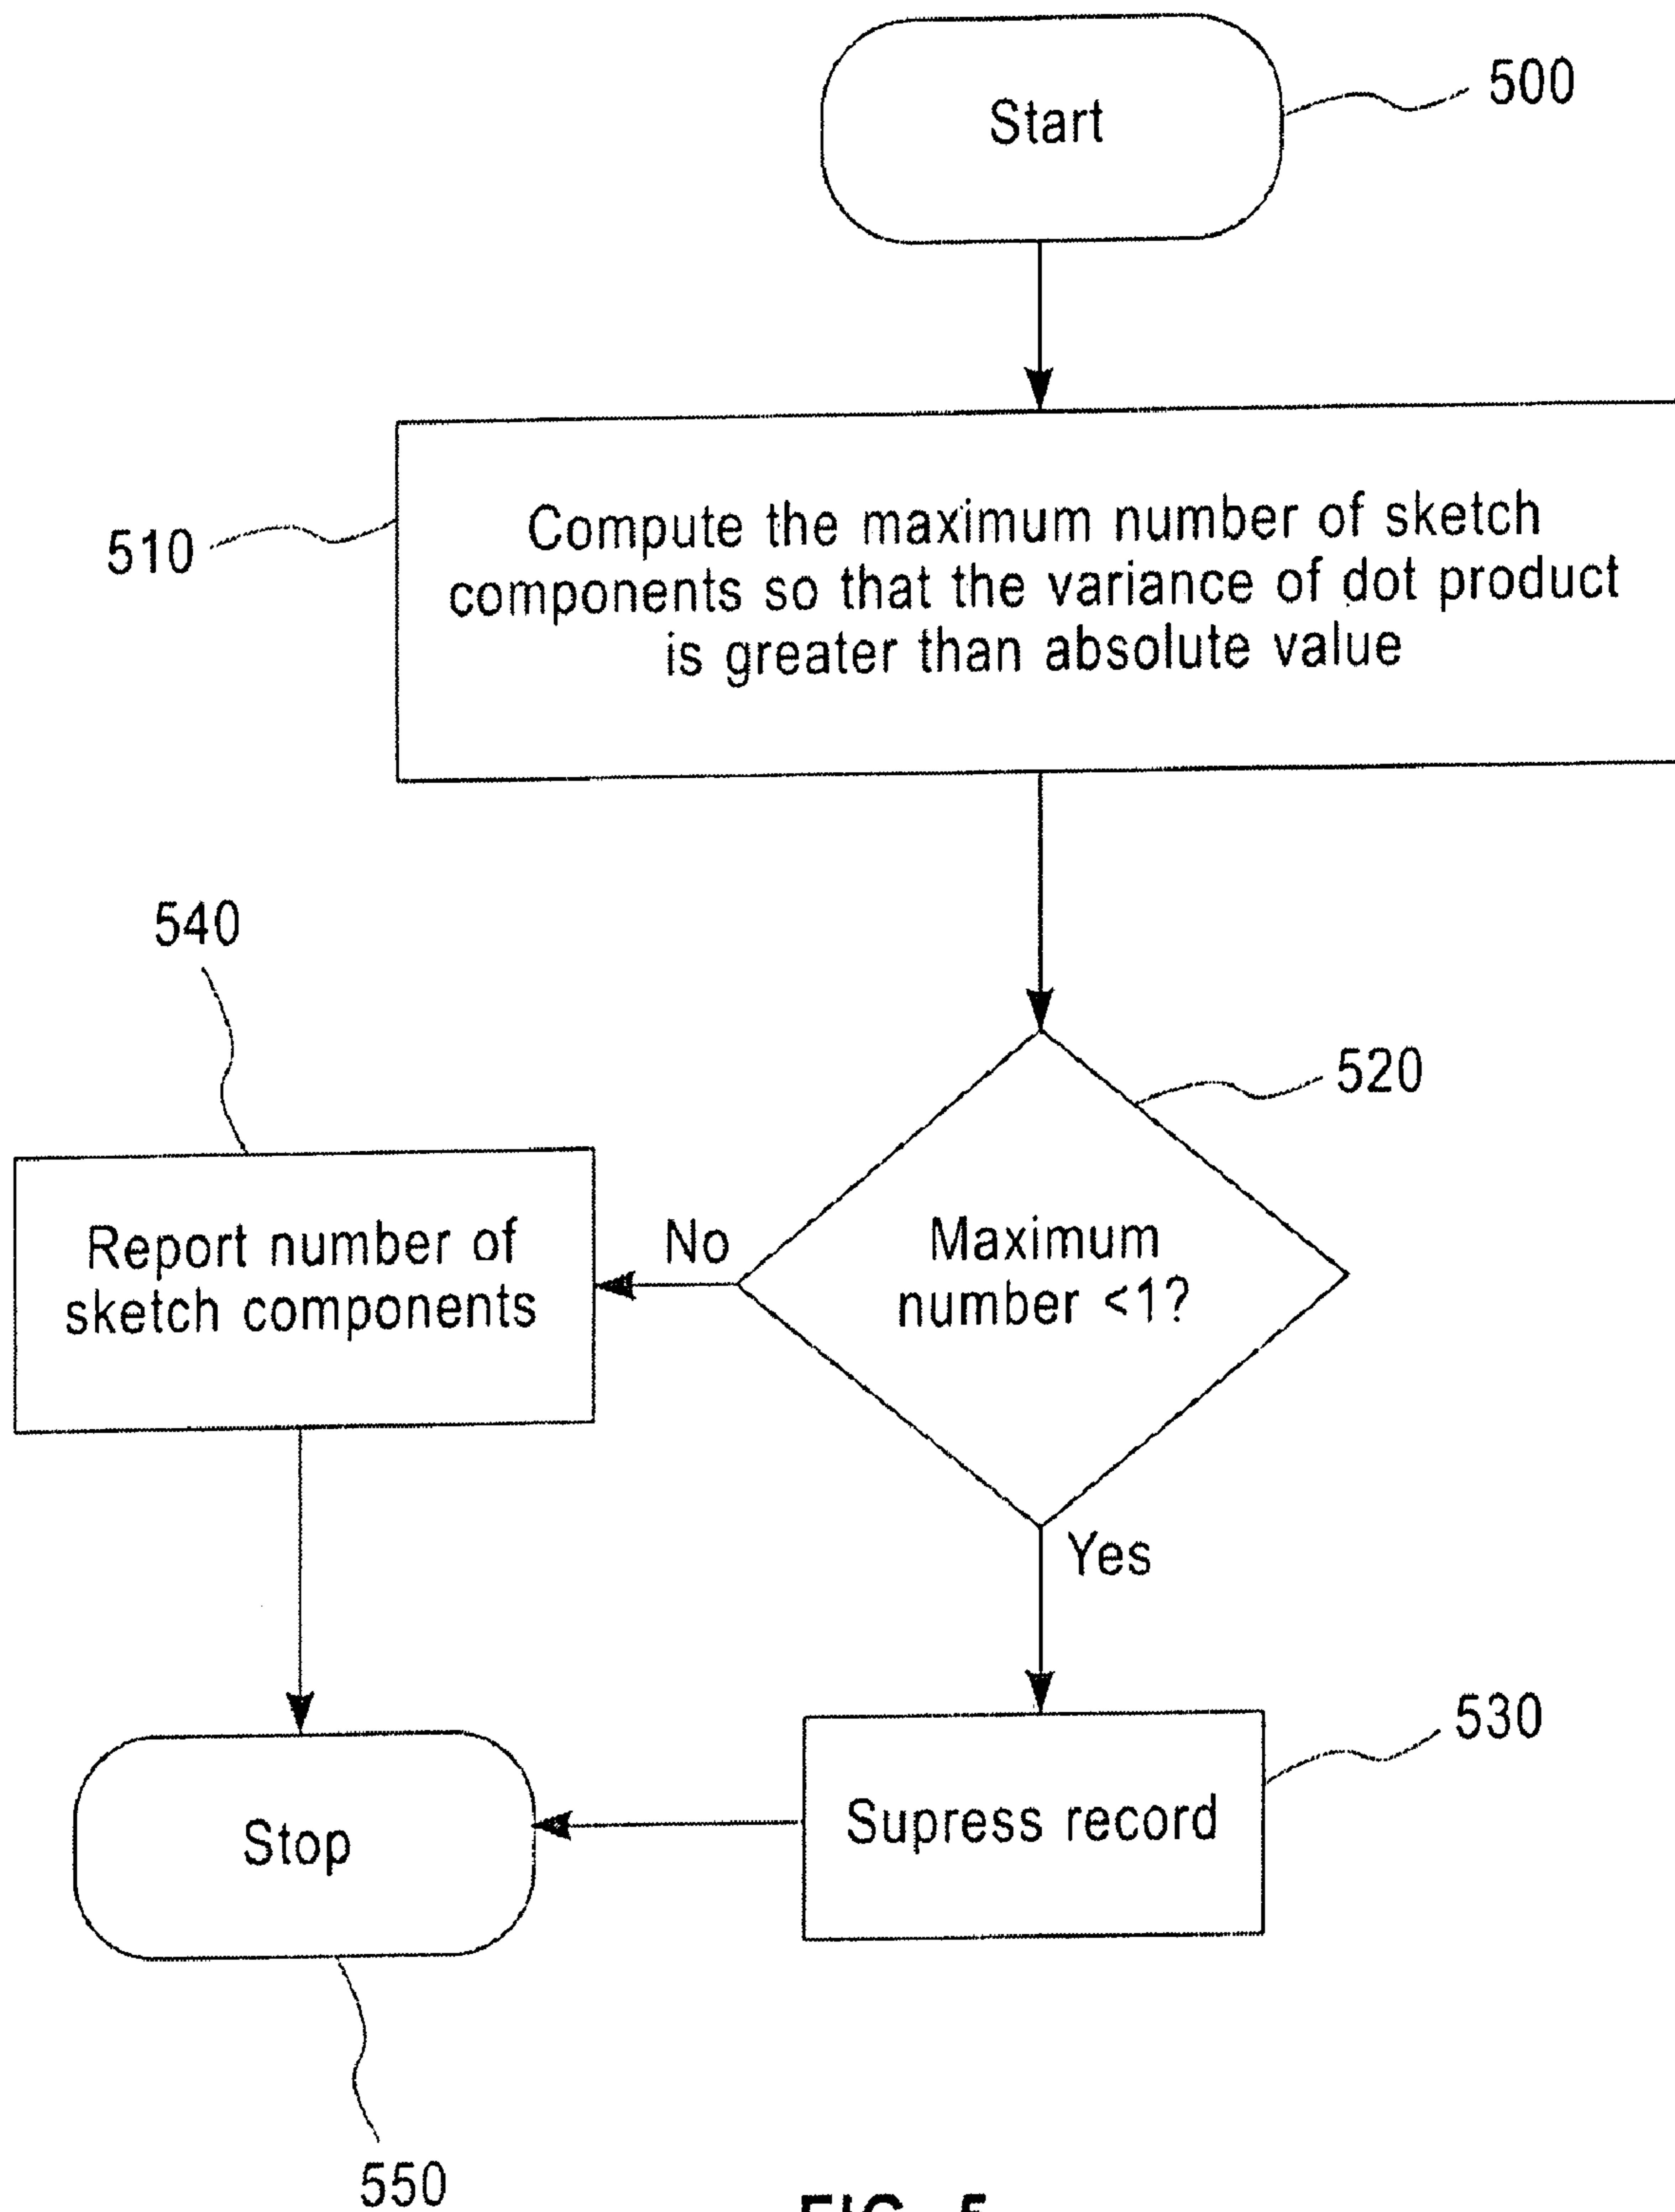 Start
500
510
Compute the maximum number of sketch
components so that the variance of dot product
is greater than absolute value
540
520
Report number of
sketch components
No
Maximum
number <1?
Yes
530
Stop
Supress record
550
FIG. 5